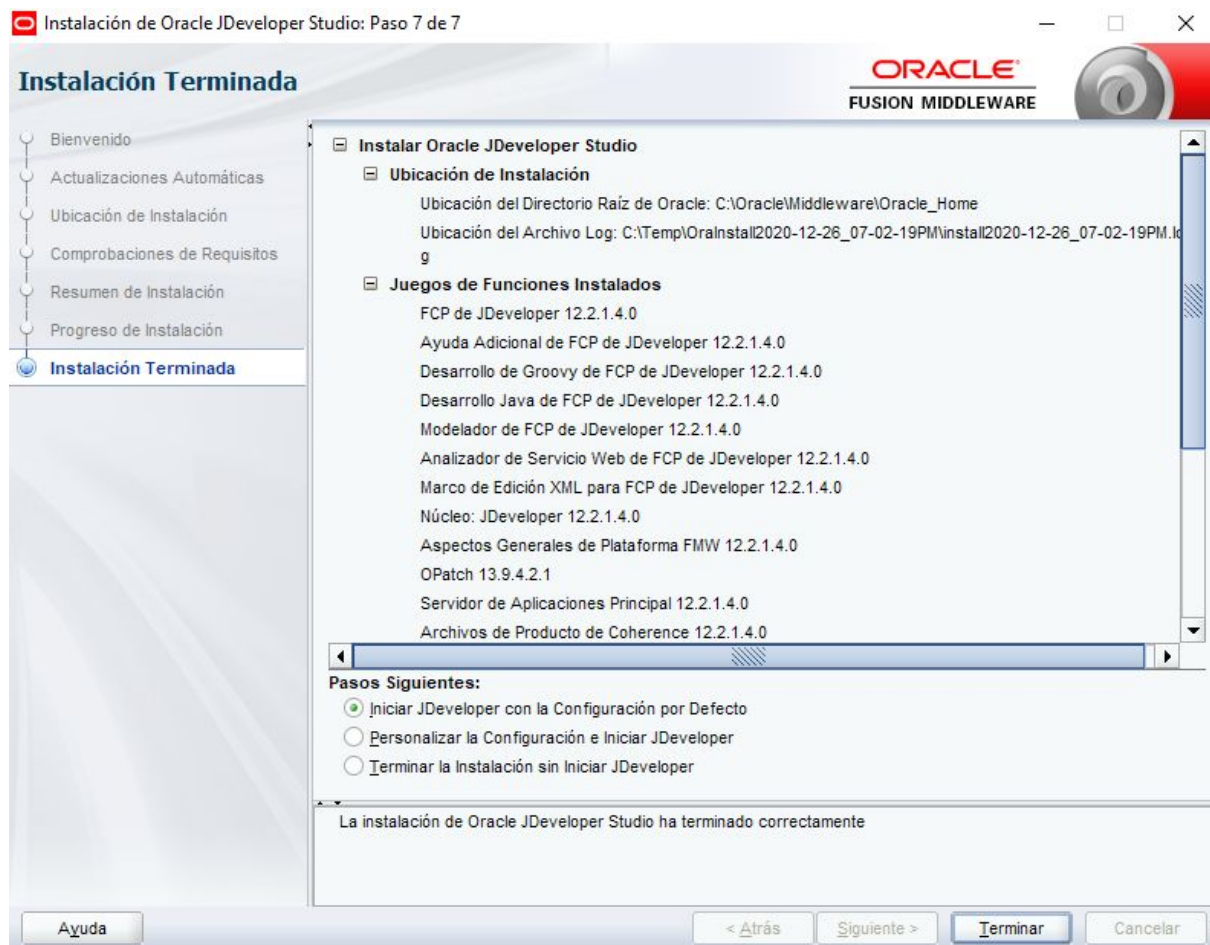 Instalación de Oracle JDeveloper Studio: Paso 7 de 7
Instalación Terminada
ORACLE
FUSION MIDDLEWARE
Bienvenido
Actualizaciones Automáticas
Ubicación de Instalación
Comprobaciones de Requisitos
Resumen de Instalación
Progreso de Instalación
Instalación Terminada
Instalar Oracle JDeveloper Studio
Ubicación de Instalación
Ubicación del Directorio Raíz de Oracle: C:\Oracle\Middleware\Oracle_Home
Ubicación del Archivo Log: C:\Temp\OraInstall2020-12-26_07-02-19PM\install2020-12-26_07-02-19PM.lo
g
Juegos de Funciones Instalados
FCP de JDeveloper 12.2.1.4.0
Ayuda Adicional de FCP de JDeveloper 12.2.1.4.0
Desarrollo de Groovy de FCP de JDeveloper 12.2.1.4.0
Desarrollo Java de FCP de JDeveloper 12.2.1.4.0
Modelador de FCP de JDeveloper 12.2.1.4.0
Analizador de Servicio Web de FCP de JDeveloper 12.2.1.4.0
Marco de Edición XML para FCP de JDeveloper 12.2.1.4.0
Núcleo: JDeveloper 12.2.1.4.0
Aspectos Generales de Plataforma FMW 12.2.1.4.0
OPatch 13.9.4.2.1
Servidor de Aplicaciones Principal 12.2.1.4.0
Archivos de Producto de Coherence 12.2.1.4.0
Pasos Siguientes:
Iniciar JDeveloper con la Configuración por Defecto
Personalizar la Configuración e Iniciar JDeveloper
Terminar la Instalación sin Iniciar JDeveloper
La instalación de Oracle JDeveloper Studio ha terminado correctamente
Ayuda
< Atrás
Siguiente >
Terminar
Cancelar